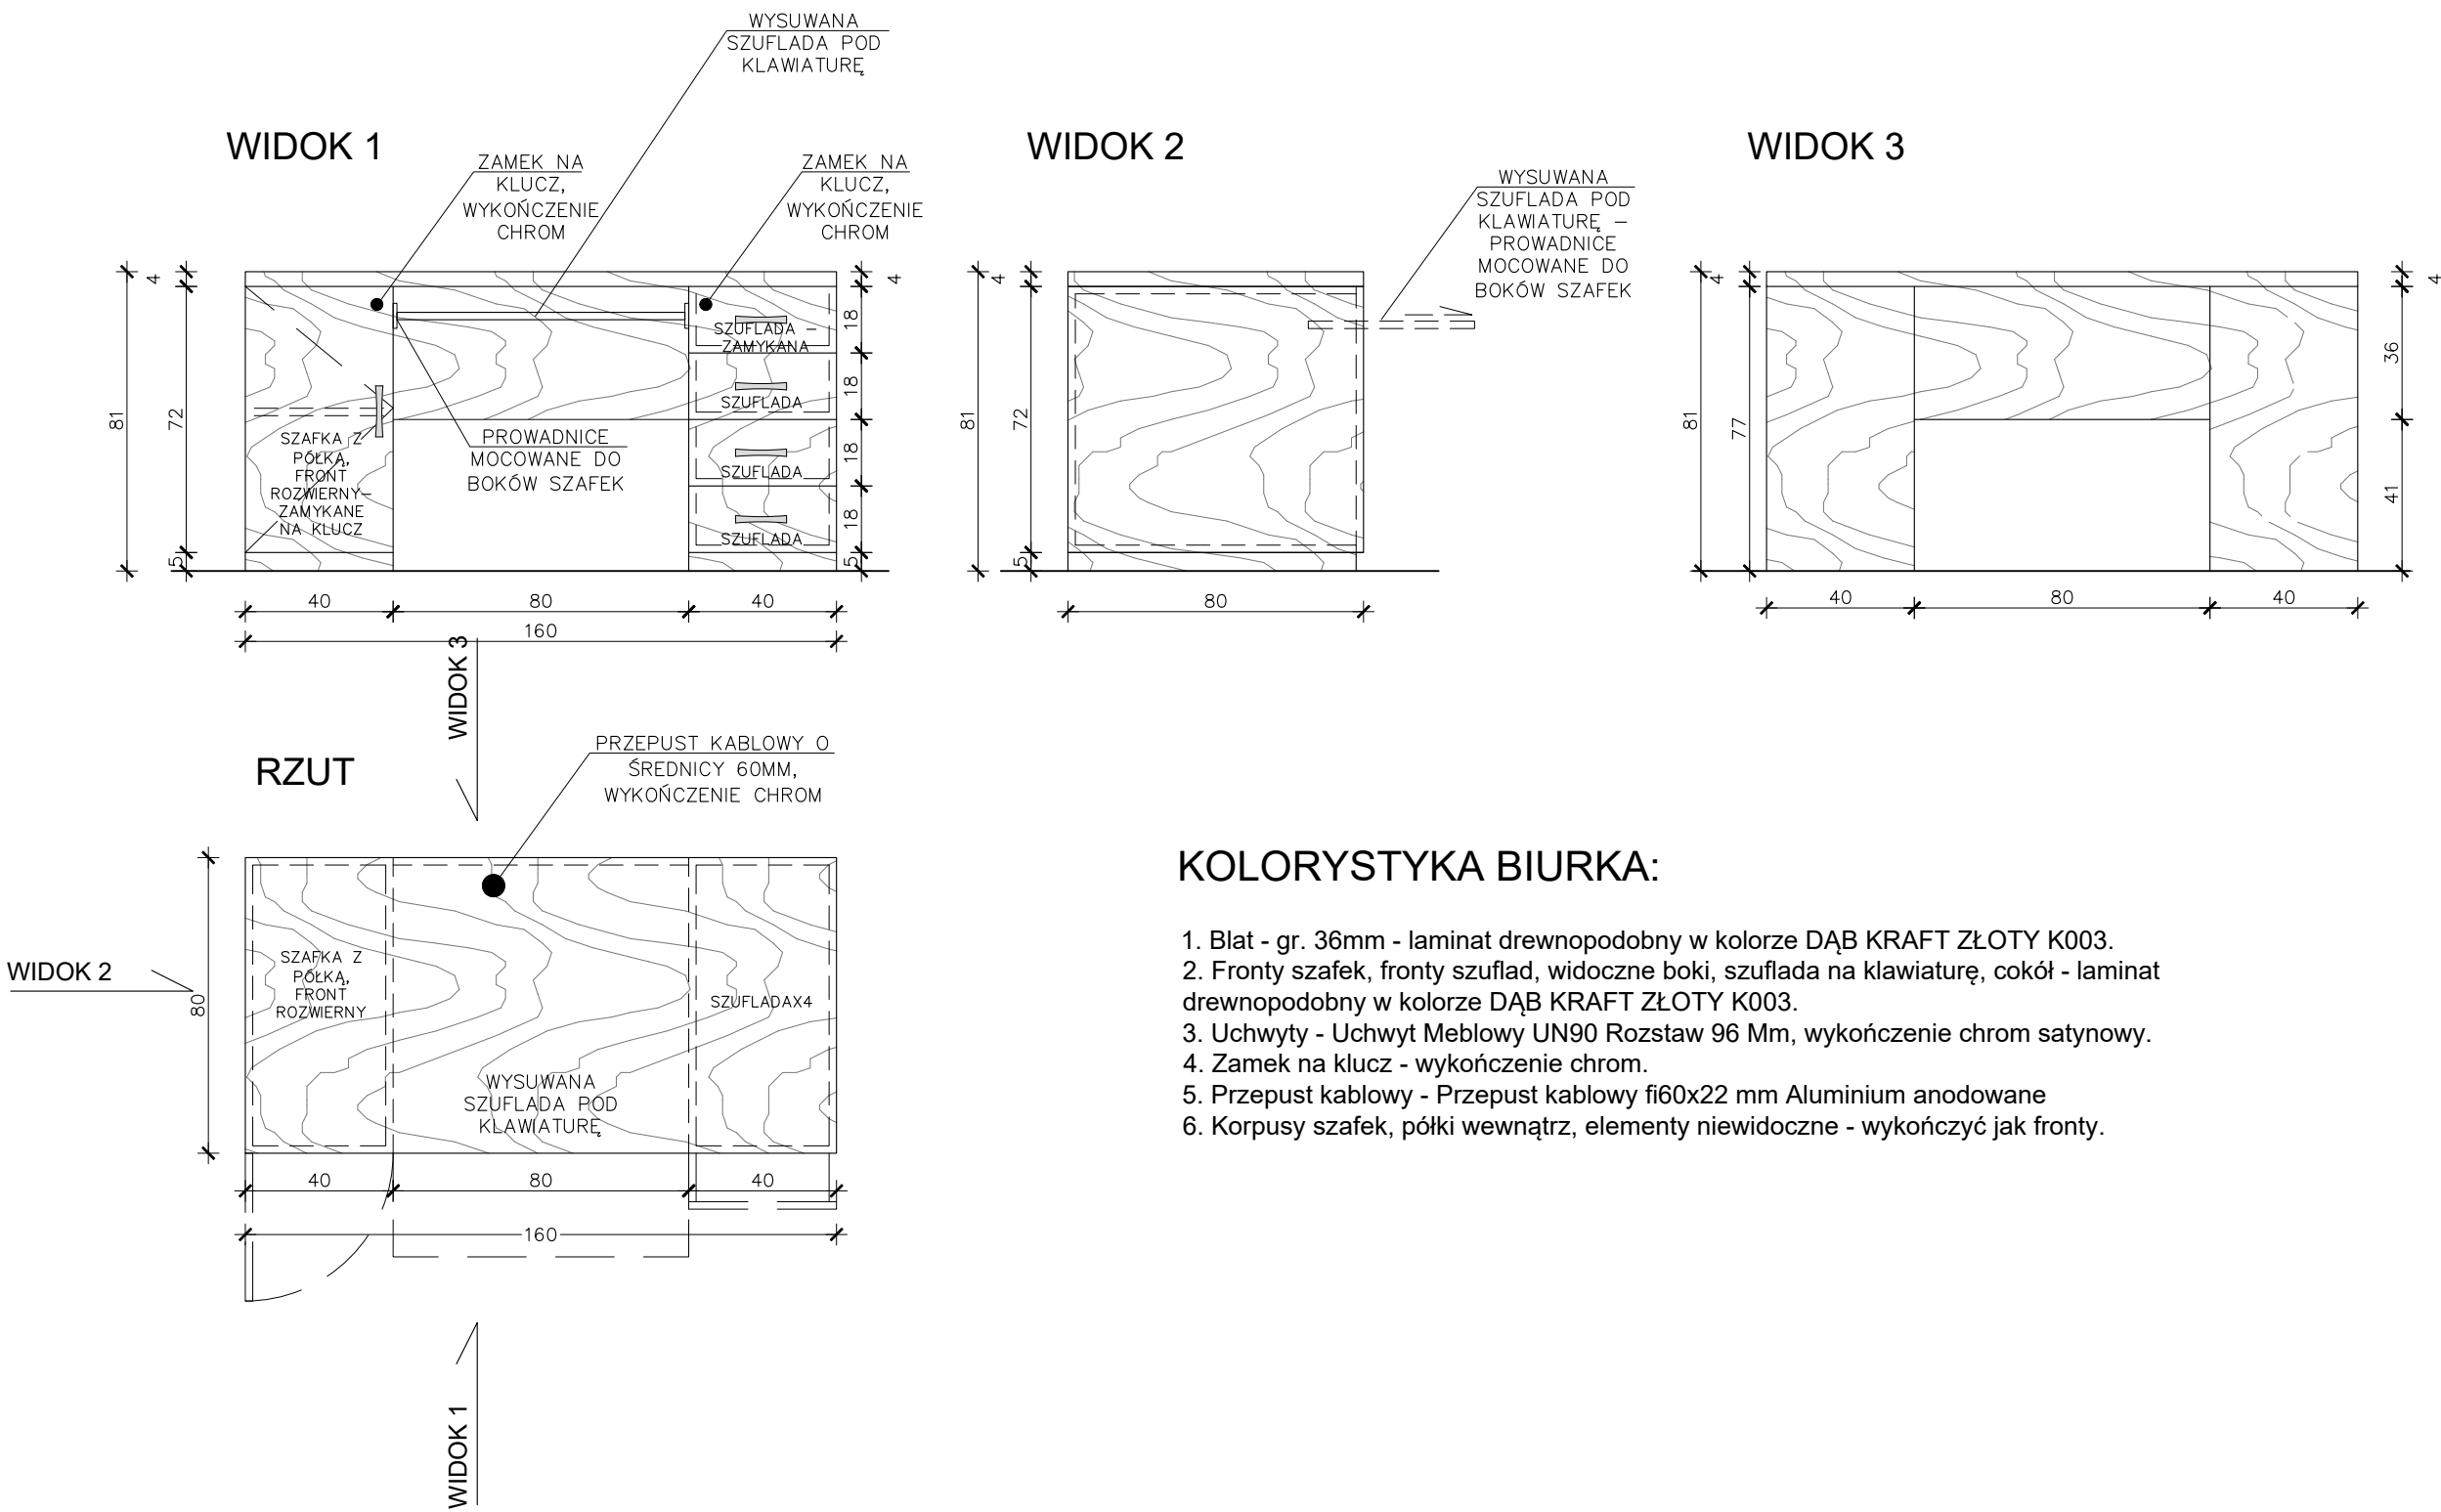 WYSUWANA
SZUFLADA POD
KLAWIATURĘ
WIDOK 1
ZAMEK NA
KLUCZ,
WYKOŃCZENIE
CHROM
ZAMEK NA
KLUCZ,
WYKOŃCZENIE
CHROM
4
81
72
5
4
18
18
18
18
5
SZUFLADA –
ZAMYKANA
SZUFLADA
SZUFLADA
SZUFLADA
SZAFKA Z
PÓŁKĄ,
FRONT
ROZWIERNY–
ZAMYKANE
NA KLUCZ
PROWADNICE
MOCOWANE DO
BOKÓW SZAFEK
40
80
40
160
WIDOK 2
WYSUWANA
SZUFLADA POD
KLAWIATURĘ –
PROWADNICE
MOCOWANE DO
BOKÓW SZAFEK
4
81
72
5
80
WIDOK 3
4
81
77
4
36
41
40
80
40
WIDOK 3
RZUT
PRZEPUST KABLOWY O
ŚREDNICY 60MM,
WYKOŃCZENIE CHROM
WIDOK 2
80
SZAFKA Z
PÓŁKĄ,
FRONT
ROZWIERNY
SZUFLADAX4
WYSUWANA
SZUFLADA POD
KLAWIATURĘ
40
80
40
160
WIDOK 1
KOLORYSTYKA BIURKA:
1. Blat - gr. 36mm - laminat drewnopodobny w kolorze DĄB KRAFT ZŁOTY K003.
2. Fronty szafek, fronty szuflad, widoczne boki, szuflada na klawiaturę, cokół - laminat
drewnopodobny w kolorze DĄB KRAFT ZŁOTY K003.
3. Uchwyty - Uchwyt Meblowy UN90 Rozstaw 96 Mm, wykończenie chrom satynowy.
4. Zamek na klucz - wykończenie chrom.
5. Przepust kablowy - Przepust kablowy fi60x22 mm Aluminium anodowane
6. Korpusy szafek, półki wewnątrz, elementy niewidoczne - wykończyć jak fronty.